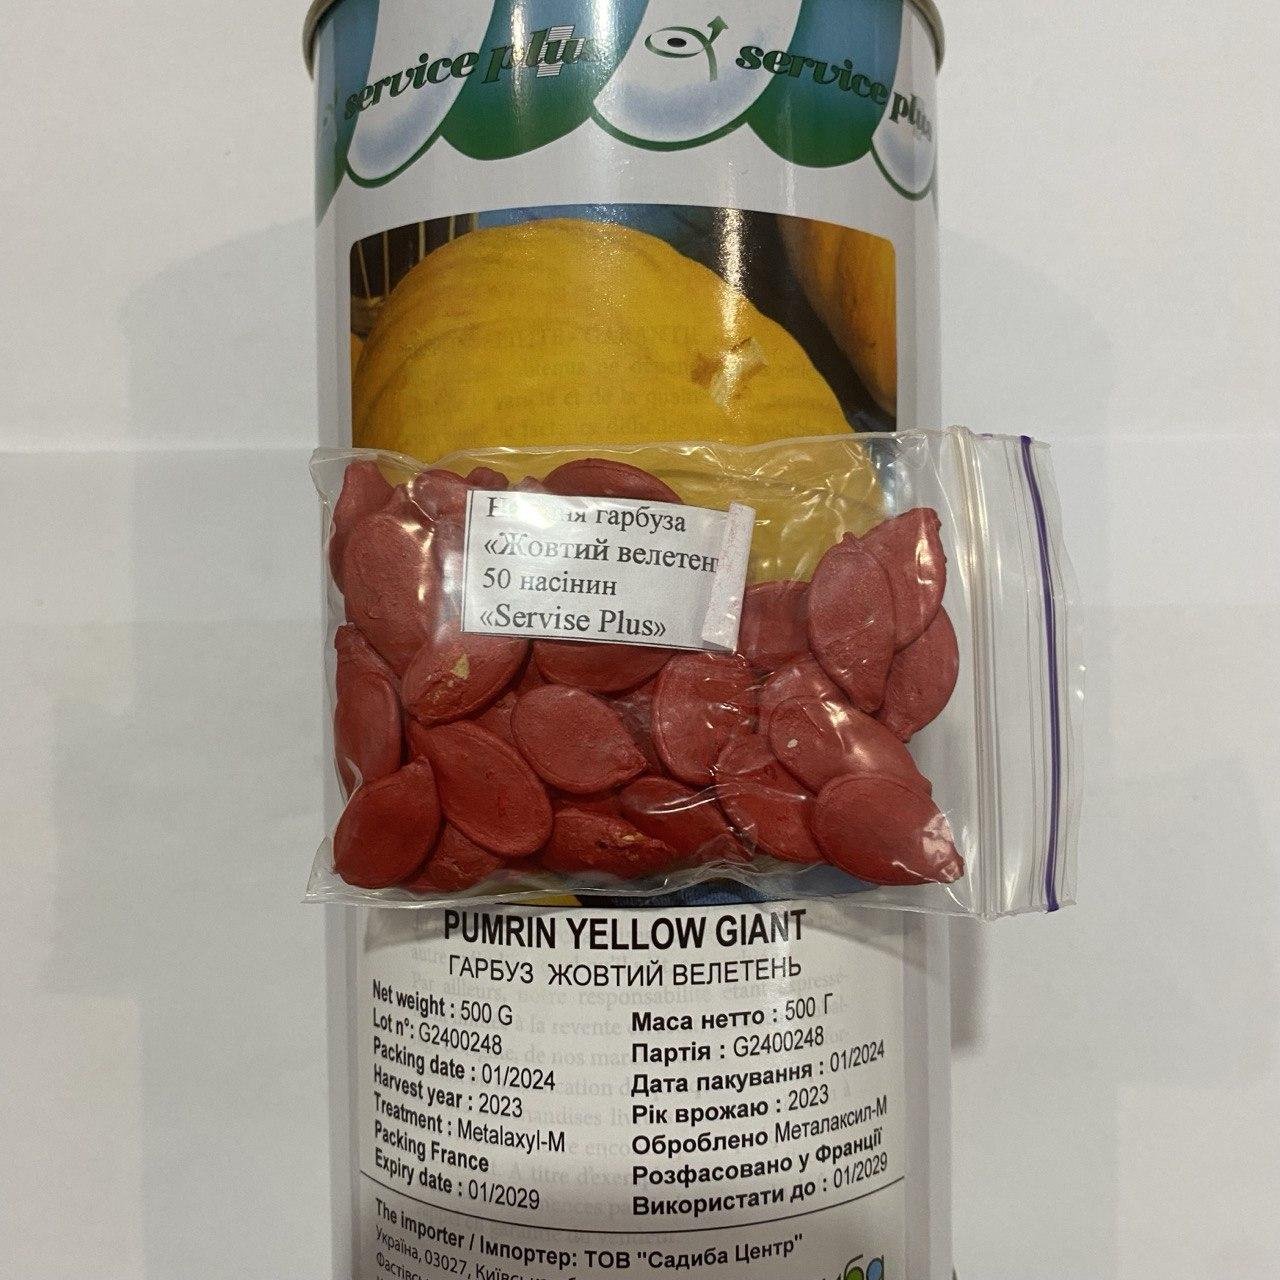 service plus service plus
гарбуза
«Жовтий велетен
50 насінин
«Servise Plus»
PUMRIN YELLOW GIANT
ГАРБУЗ ЖОВТИЙ ВЕЛЕТЕНЬ
Net weight : 500 G
Lot n°: G2400248
Packing date : 01/2024
Harvest year : 2023
Treatment : Metalaxyl-M
Packing France
Expiry date : 01/2029
Маса нетто : 500 Г
Партія : G2400248
Дата пакування : 01/2024
Рік врожаю : 2023
Оброблено Металаксил-М
Розфасовано у Франції
Використати до : 01/2029
The importer / Імпортер: ТОВ "Садиба Центр"
Україна, 03027,